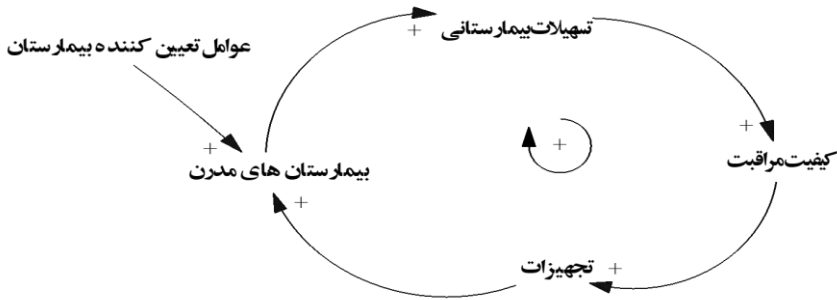 تسهیلات بیمارستانی
+
عوامل تعیین کننده بیمارستان
+
کیفیت مراقبت
+
+
بیمارستان های مدرن
+
تجهیزات
+